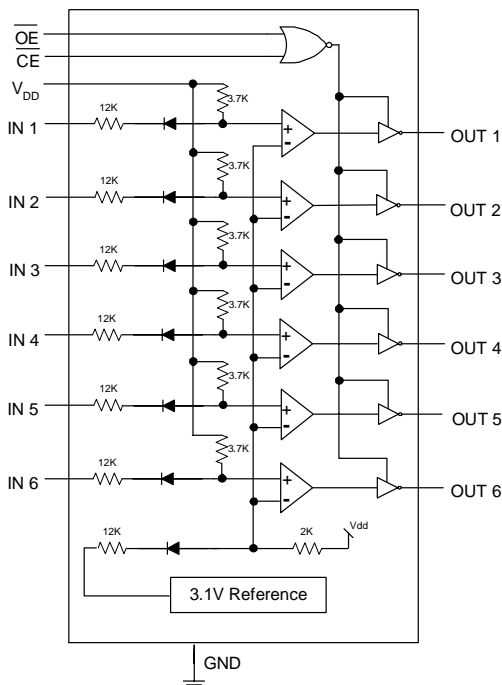 OE
CE
VDD
3.7K
12K
IN 1
+
-
OUT 1
3.7K
12K
IN 2
+
-
OUT 2
3.7K
12K
IN 3
+
-
OUT 3
3.7K
12K
IN 4
+
-
OUT 4
3.7K
12K
IN 5
+
-
OUT 5
3.7K
12K
IN 6
+
-
OUT 6
12K
2K
Vdd
3.1V Reference
GND